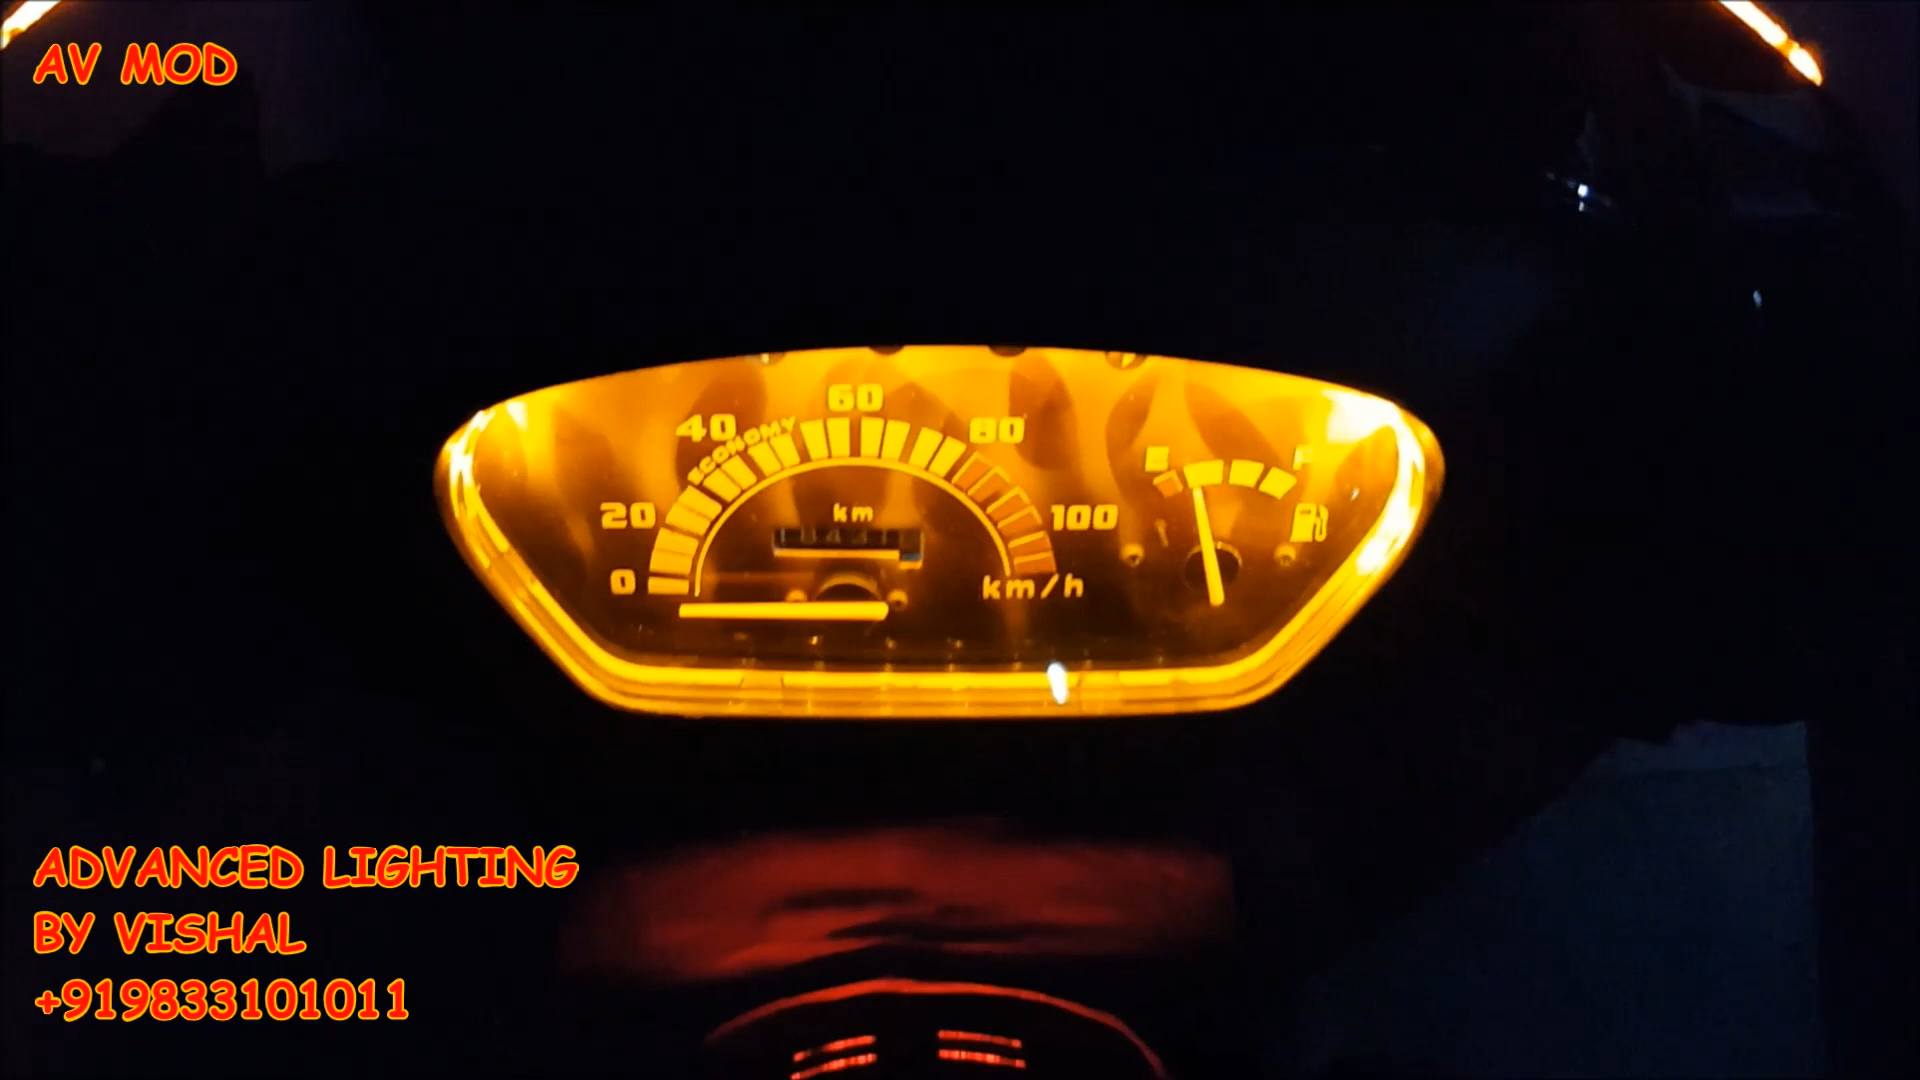 AV MOD
60
40
80
ECONOMY
E
F
20
km
100
0
km/h
ADVANCED LIGHTING
BY VISHAL
+919833101011